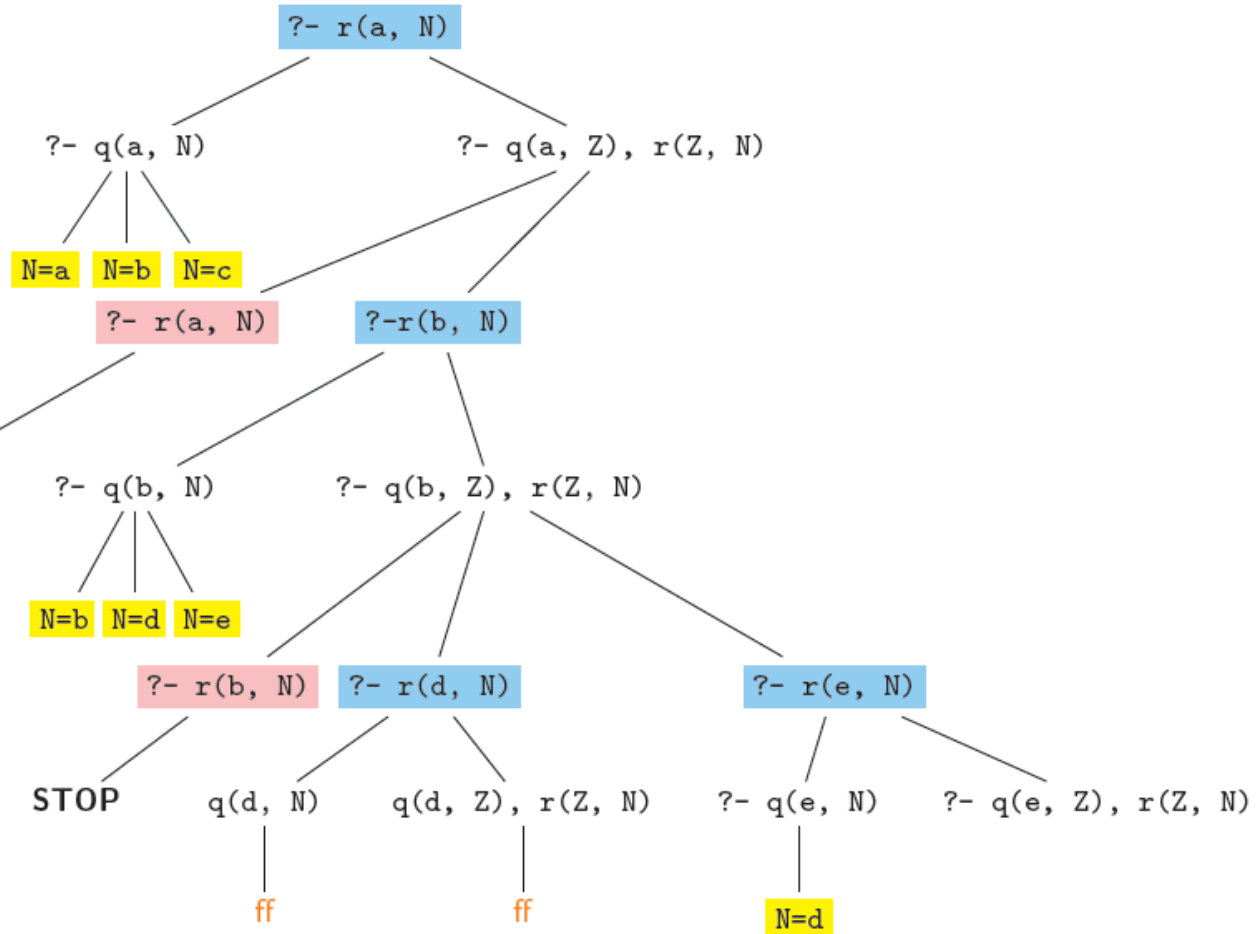 ?- r(a, N)
?- q(a, N) ?- q(a, Z), r(Z, N)
N=a N=b N=c
?- r(a, N) ?-r(b, N)
?- q(b, N) ?- q(b, Z), r(Z, N)
N=b N=d N=e
?- r(b, N) ?- r(d, N) ?- r(e, N)
STOP q(d, N) q(d, Z), r(Z, N) ?- q(e, N) ?- q(e, Z), r(Z, N)
ff ff N=d